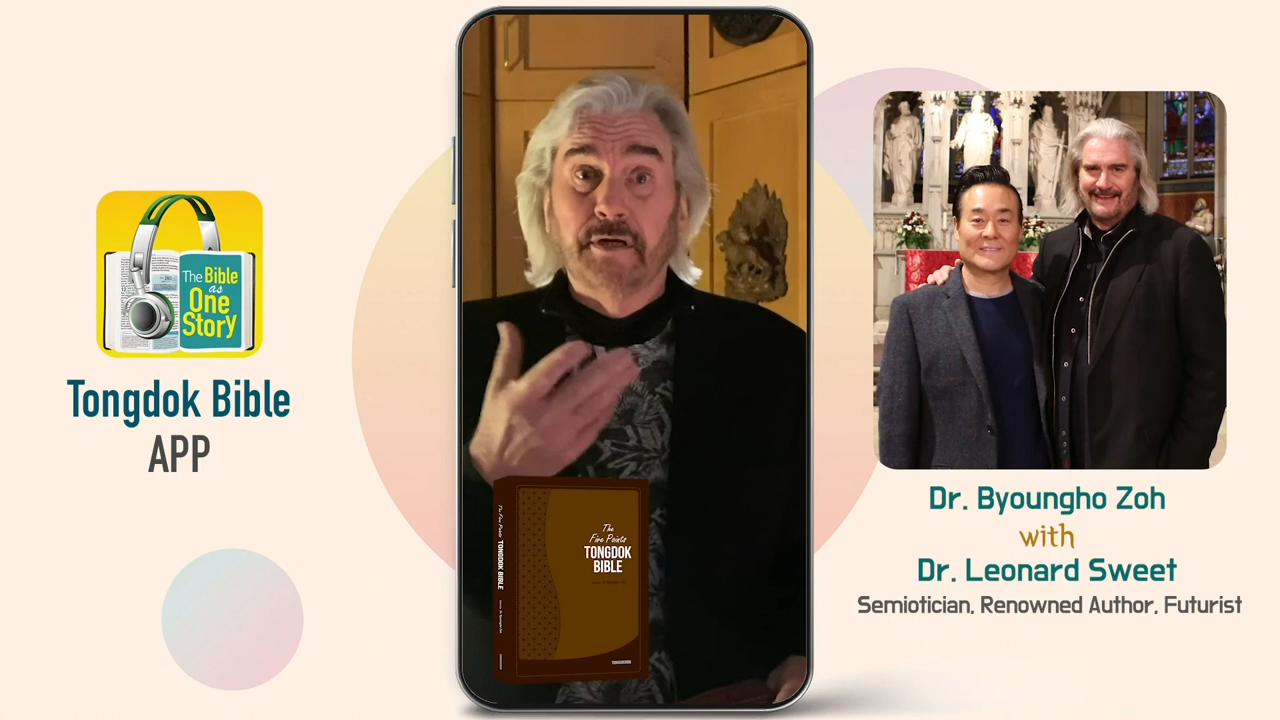 The Bible
as
One
Story
Tongdok Bible
APP
The Five Points TONGDOK BIBLE
The
Five Points
TONGDOK
BIBLE
Dr. Byoungho Zoh
with
Dr. Leonard Sweet
Semiotician, Renowned Author, Futurist